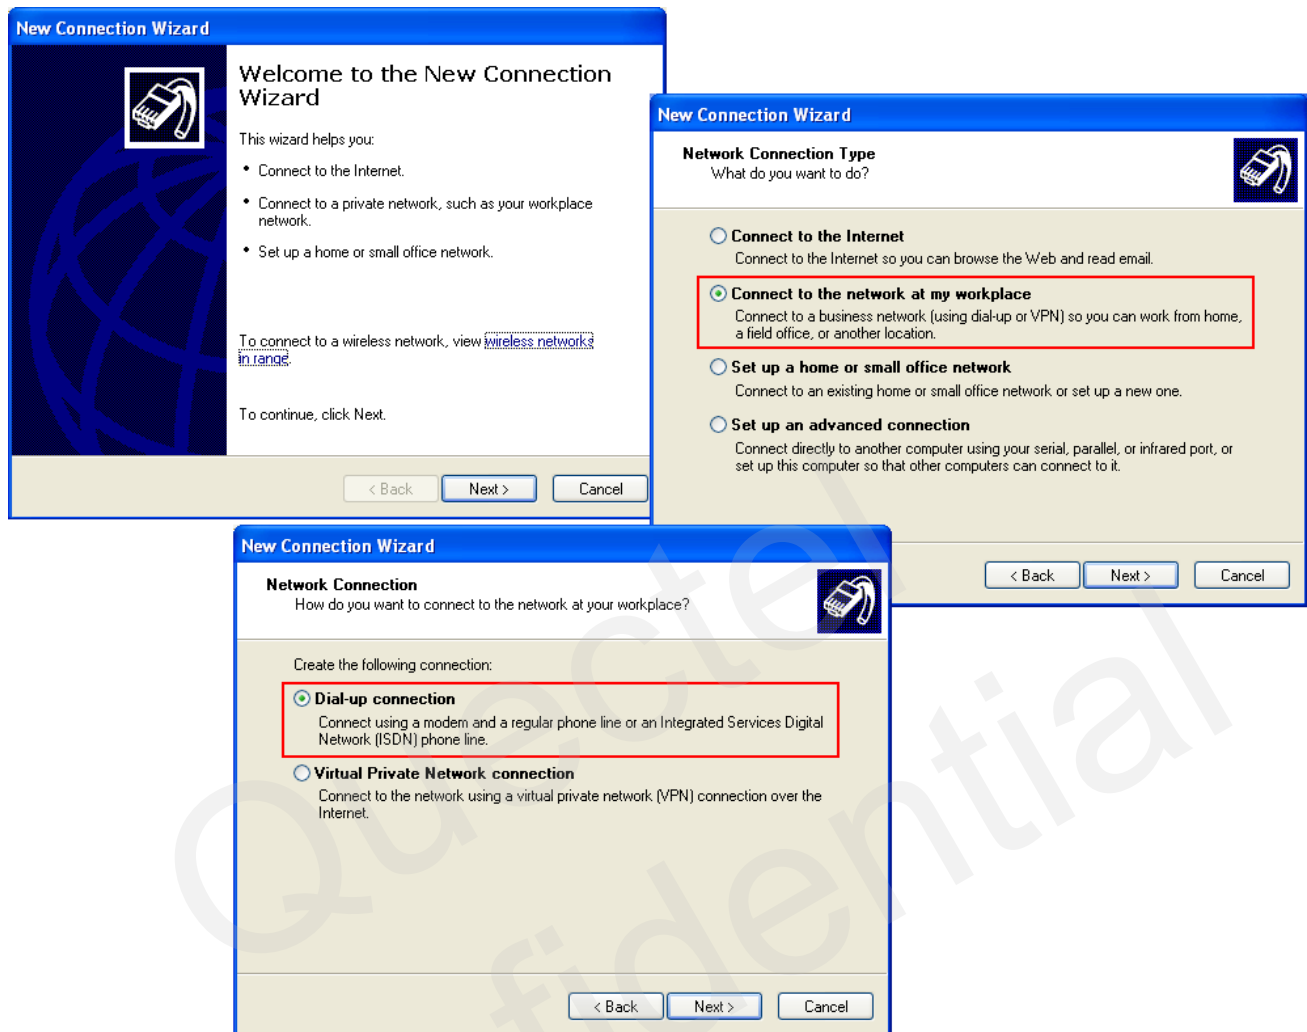 New Connection Wizard
Welcome to the New Connection
Wizard
This wizard helps you:
• Connect to the Internet.
• Connect to a private network, such as your workplace
network.
• Set up a home or small office network.
To connect to a wireless network, view wireless networks
in range.
To continue, click Next.
< Back Next > Cancel
New Connection Wizard
Network Connection Type
What do you want to do?
Connect to the Internet
Connect to the Internet so you can browse the Web and read email.
Connect to the network at my workplace
Connect to a business network (using dial-up or VPN) so you can work from home,
a field office, or another location.
Set up a home or small office network
Connect to an existing home or small office network or set up a new one.
Set up an advanced connection
Connect directly to another computer using your serial, parallel, or infrared port, or
set up this computer so that other computers can connect to it.
< Back Next > Cancel
New Connection Wizard
Network Connection
How do you want to connect to the network at your workplace?
Create the following connection:
Dial-up connection
Connect using a modem and a regular phone line or an Integrated Services Digital
Network (ISDN) phone line.
Virtual Private Network connection
Connect to the network using a virtual private network (VPN) connection over the
Internet.
< Back Next > Cancel
Quectel
fidential